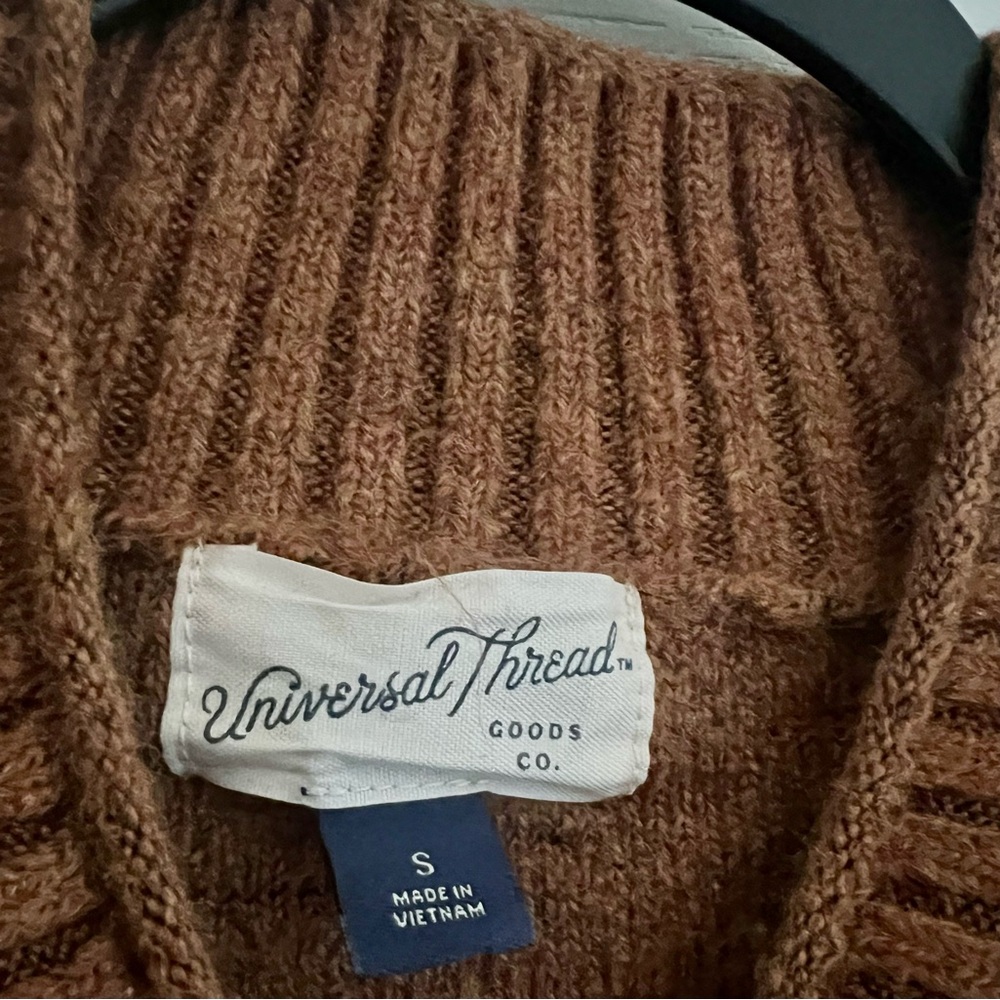 Universal Thread™
GOODS
CO.
S
MADE IN
VIETNAM